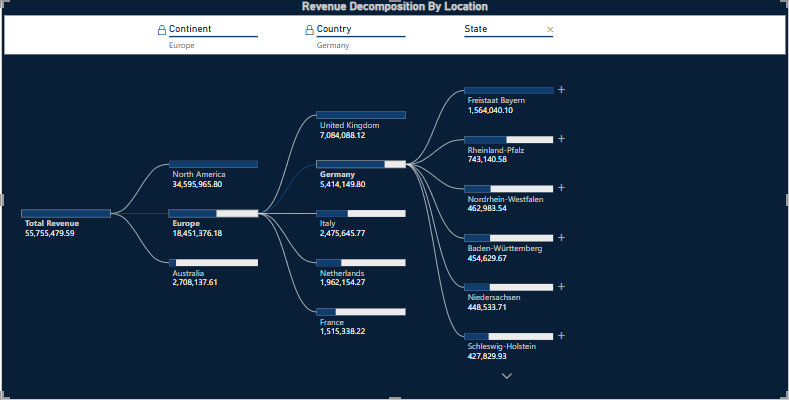 Revenue Decomposition By Location
Continent
Europe
Country
Germany
State
Total Revenue
55,755,479.59
North America
34,595,965.80
Europe
18,451,376.18
Australia
2,708,137.61
United Kingdom
7,084,088.12
Germany
5,414,149.80
Italy
2,475,645.77
Netherlands
1,962,154.27
France
1,515,338.22
Freistaat Bayern
1,564,040.10
Rheinland-Pfalz
743,140.58
Nordrhein-Westfalen
462,983.54
Baden-Württemberg
454,629.67
Niedersachsen
448,533.71
Schleswig-Holstein
427,829.93